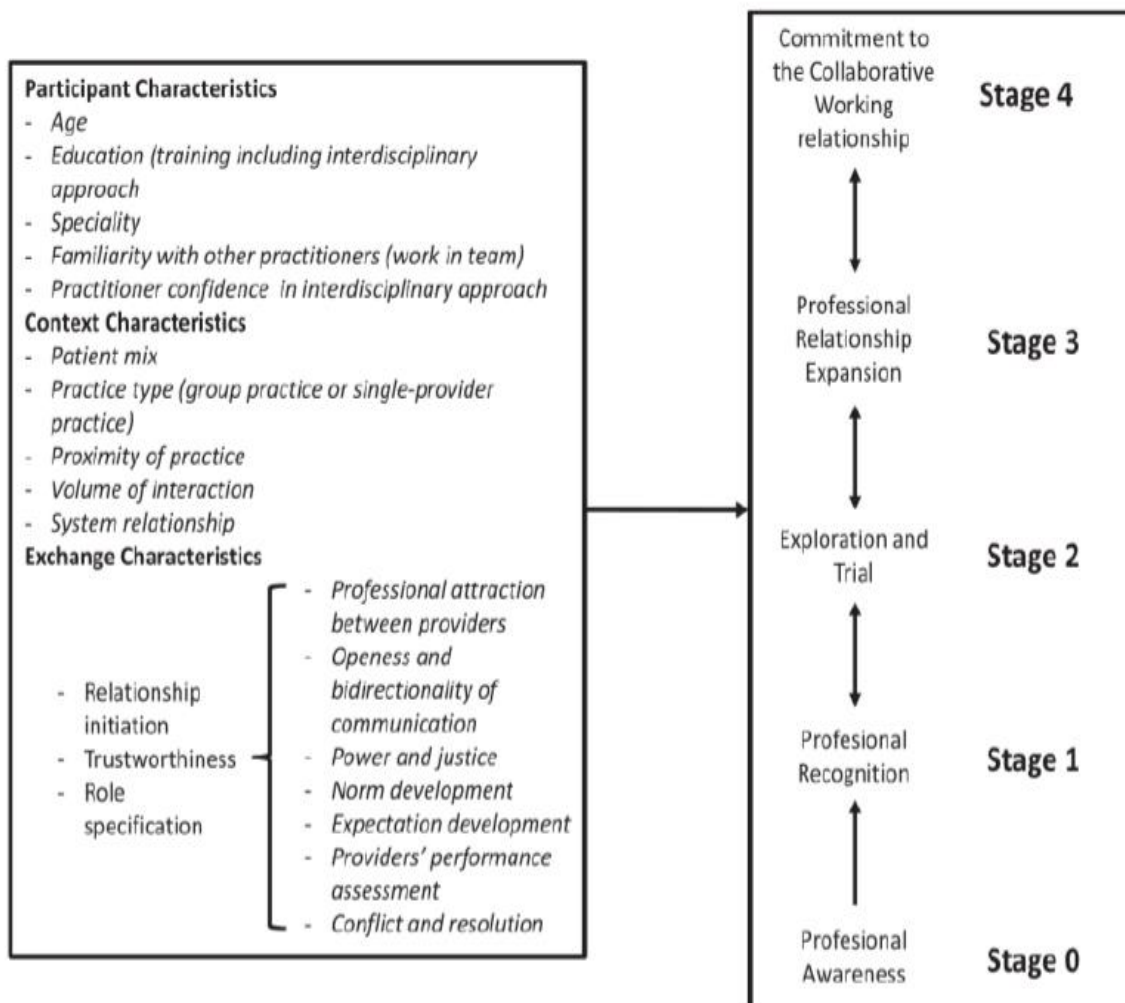 Participant Characteristics
- Age
- Education (training including interdisciplinary
approach
- Speciality
- Familiarity with other practitioners (work in team)
- Practitioner confidence in interdisciplinary approach
Context Characteristics
- Patient mix
- Practice type (group practice or single-provider
practice)
- Proximity of practice
- Volume of interaction
- System relationship
Exchange Characteristics
- Relationship
initiation
- Trustworthiness
- Role
specification
- Professional attraction
between providers
- Openess and
bidirectionality of
communication
- Power and justice
- Norm development
- Expectation development
- Providers' performance
assessment
- Conflict and resolution
Commitment to
the Collaborative
Working
relationship
Stage 4
Professional
Relationship
Expansion
Stage 3
Exploration and
Trial
Stage 2
Profesional
Recognition
Stage 1
Profesional
Awareness
Stage 0